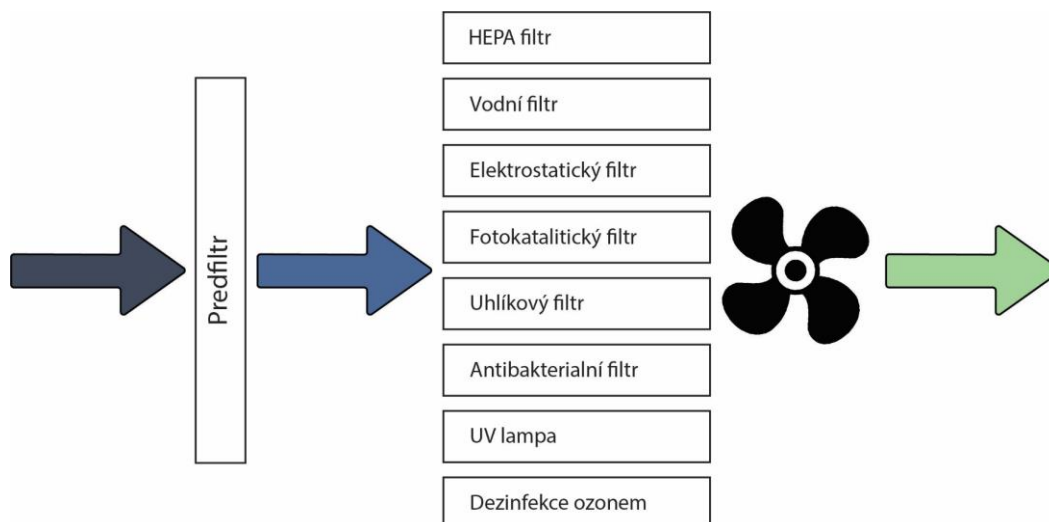 HEPA filtr
Vodní filtr
Elektrostatický filtr
Predfiltr
Fotokatalitický filtr
Uhlíkový filtr
Antibakterialní filtr
UV lampa
Dezinfekce ozonem